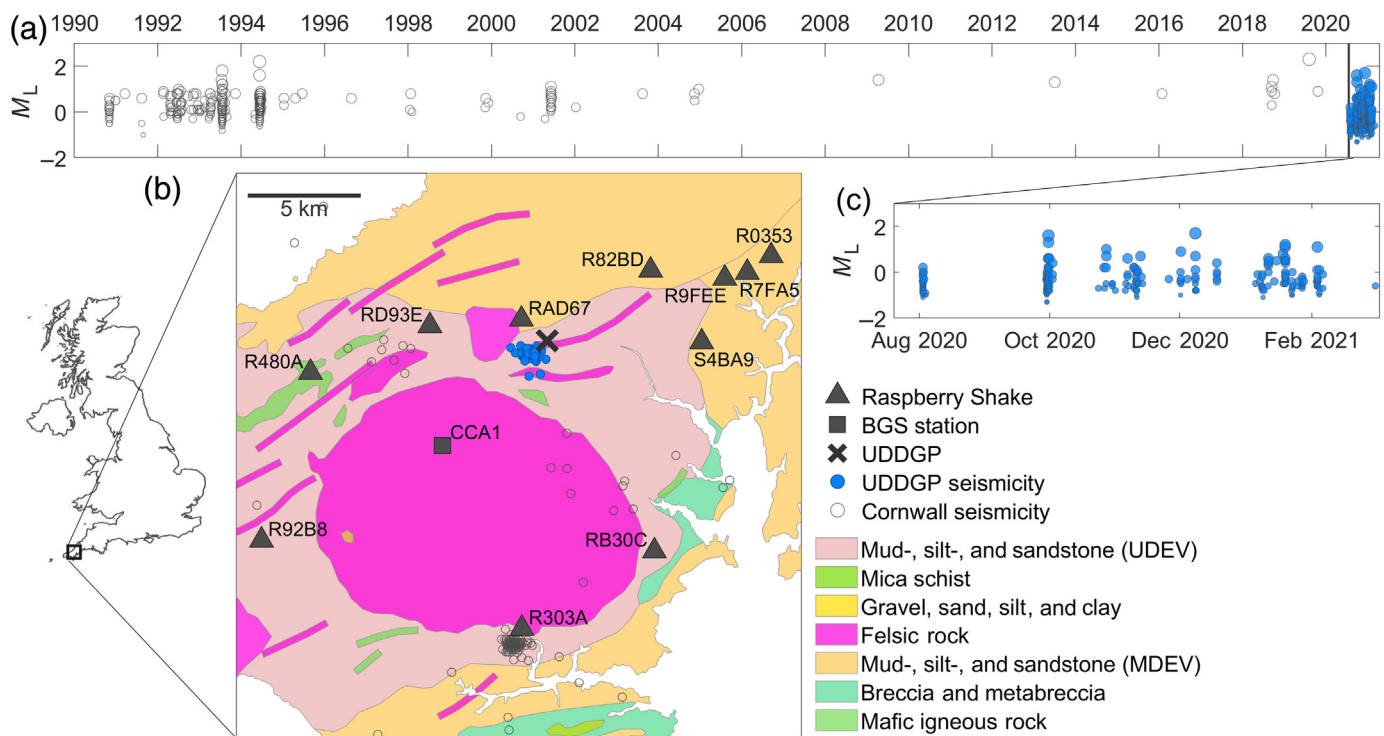 (a)
1990 1992 1994 1996 1998 2000 2002 2004 2006 2008 2010 2012 2014 2016 2018 2020
2
0
−2
M_L
(b)
5 km
R0353
R82BD
R9FEE
R7FA5
RAD67
RD93E
S4BA9
R480A
CCA1
R92B8
RB30C
R303A
(c)
2
0
−2
M_L
Aug 2020 Oct 2020 Dec 2020 Feb 2021
Raspberry Shake
BGS station
UDDGP
UDDGP seismicity
Cornwall seismicity
Mud-, silt-, and sandstone (UDEV)
Mica schist
Gravel, sand, silt, and clay
Felsic rock
Mud-, silt-, and sandstone (MDEV)
Breccia and metabreccia
Mafic igneous rock